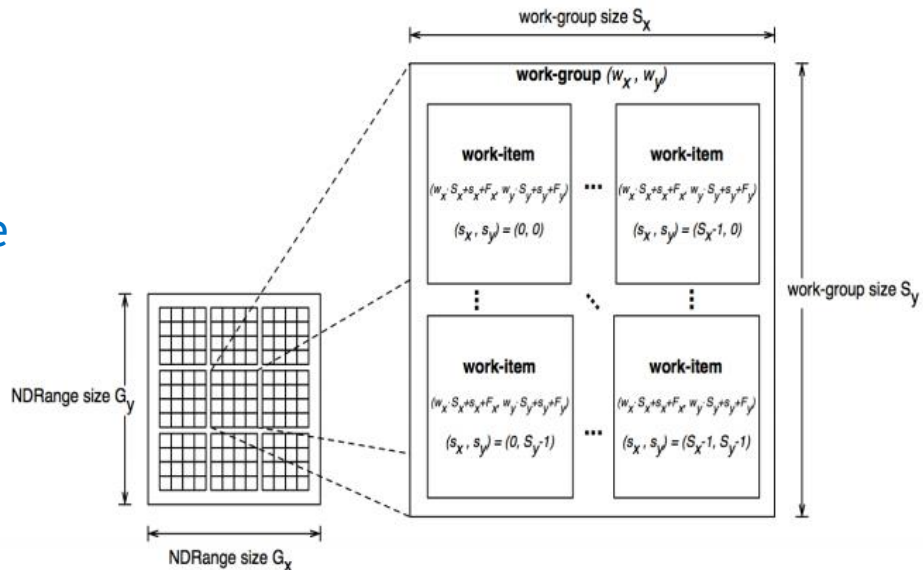 work-group size Sx
work-group (wx , wy)
work-item
work-item
(wx·Sx+sx+Fx, wy·Sy+sy+Fy)
...
(wx·Sx+sx+Fx, wy·Sy+sy+Fy)
(sx , sy) = (0, 0)
(sx , sy) = (Sx-1, 0)
e
work-group size Sy
work-item
work-item
NDRange size Gy
(wx·Sx+sx+Fx, wy·Sy+sy+Fy)
(wx·Sx+sx+Fx, wy·Sy+sy+Fy)
...
(sx , sy) = (0, Sy-1)
(sx , sy) = (Sx-1, Sy-1)
NDRange size Gx